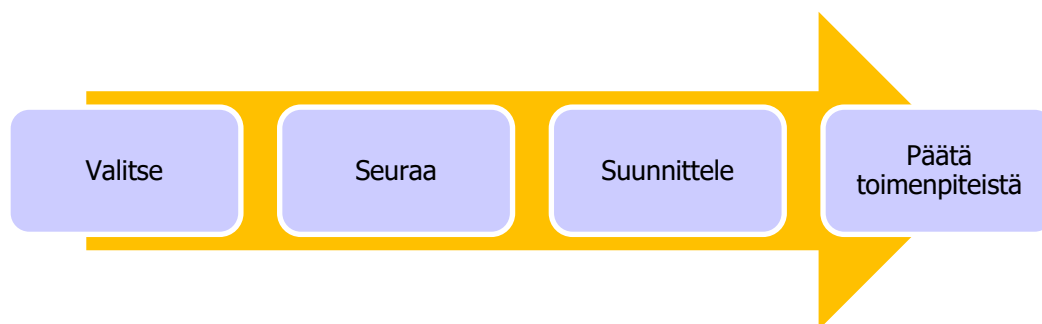 Valitse
Seuraa
Suunnittele
Päätä
toimenpiteistä